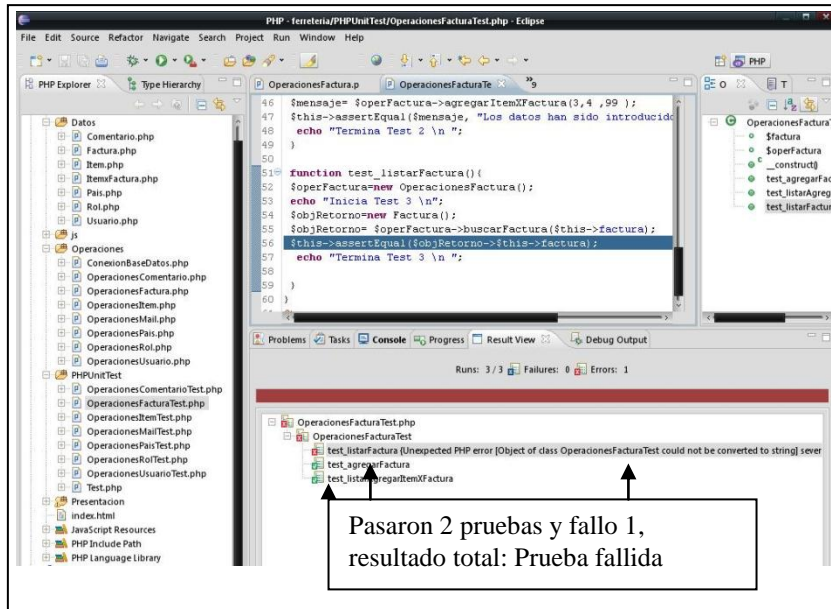 PHP - ferreteria/PHPUnitTest/OperacionesFacturaTest.php - Eclipse
File Edit Source Refactor Navigate Search Project Run Window Help
PHP
PHP Explorer
Type Hierarchy
Datos
Comentario.php
Factura.php
Item.php
ItemxFactura.php
Pais.php
Rol.php
Usuario.php
js
Operaciones
ConexionBaseDatos.php
OperacionesComentario.php
OperacionesFactura.php
OperacionesItem.php
OperacionesMail.php
OperacionesPais.php
OperacionesRol.php
OperacionesUsuario.php
PHPUnitTest
OperacionesComentarioTest.php
OperacionesFacturaTest.php
OperacionesItemTest.php
OperacionesMailTest.php
OperacionesPaisTest.php
OperacionesRolTest.php
OperacionesUsuarioTest.php
Test.php
Presentacion
index.html
JavaScript Resources
PHP Include Path
PHP Language Library
OperacionesFactura.p
OperacionesFacturaTe
»9
46 $mensaje= $operFactura->agregarItemXFactura(3,4 ,99 );
47 $this->assertEqual($mensaje, "Los datos han sido introducido
48 echo "Termina Test 2 \n ";
49 }
50
51 function test_listarFactura(){
52 $operFactura=new OperacionesFactura();
53 echo "Inicia Test 3 \n";
54 $objRetorno=new Factura();
55 $objRetorno= $operFactura->buscarFactura($this->factura);
56 $this->assertEqual($objRetorno->$this->factura);
57 echo "Termina Test 3 \n ";
58
59 }
60 }
O
T
OperacionesFacturaT
$factura
$operFactura
__construct()
test_agregarFac
test_listarAgreg
test_listarFactur
Problems
Tasks
Console
Progress
Result View
Debug Output
Runs: 3 / 3 Failures: 0 Errors: 1
OperacionesFacturaTest.php
OperacionesFacturaTest
test_listarFactura (Unexpected PHP error [Object of class OperacionesFacturaTest could not be converted to string] sever
test_agregarFactura
test_listarAgregarItemXFactura
Pasaron 2 pruebas y fallo 1,
resultado total: Prueba fallida